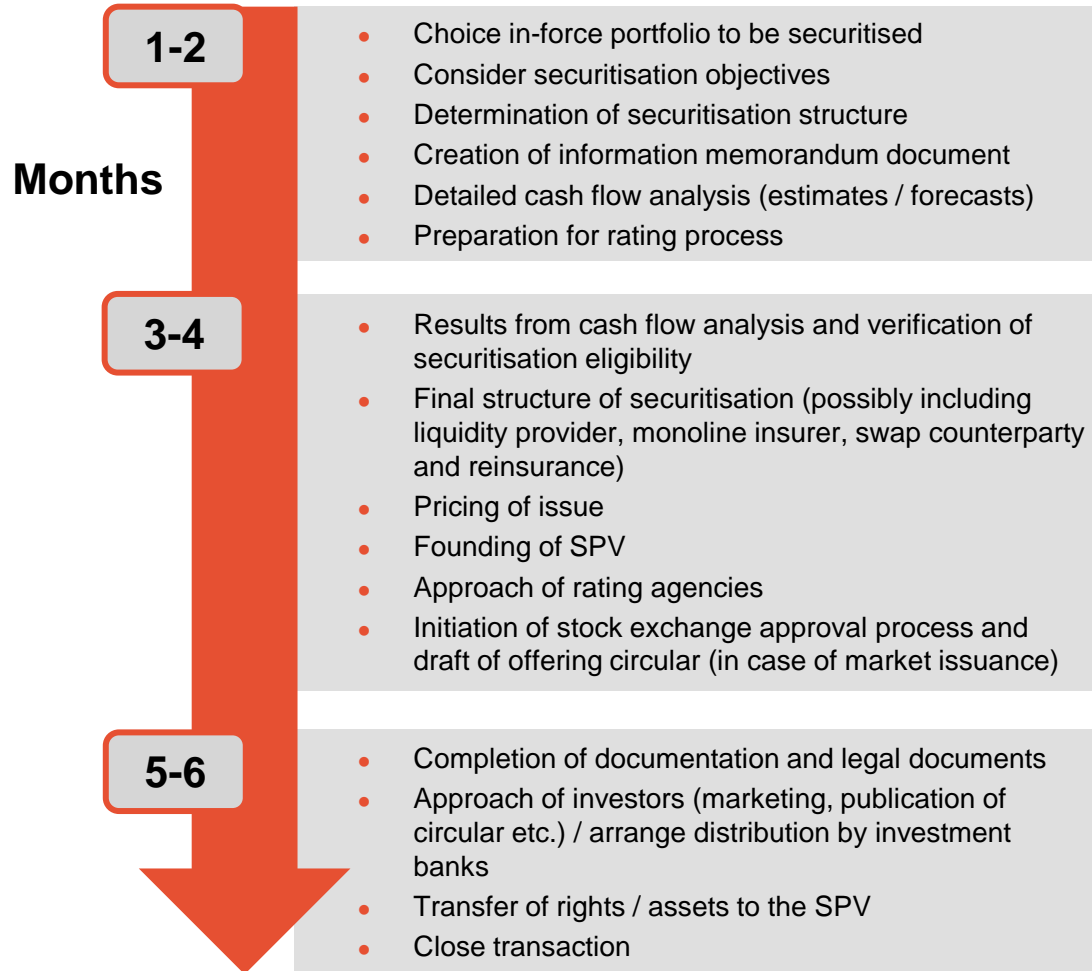 1-2
• Choice in-force portfolio to be securitised
• Consider securitisation objectives
• Determination of securitisation structure
• Creation of information memorandum document
• Detailed cash flow analysis (estimates / forecasts)
• Preparation for rating process
Months
3-4
• Results from cash flow analysis and verification of
securitisation eligibility
• Final structure of securitisation (possibly including
liquidity provider, monoline insurer, swap counterparty
and reinsurance)
• Pricing of issue
• Founding of SPV
• Approach of rating agencies
• Initiation of stock exchange approval process and
draft of offering circular (in case of market issuance)
5-6
• Completion of documentation and legal documents
• Approach of investors (marketing, publication of
circular etc.) / arrange distribution by investment
banks
• Transfer of rights / assets to the SPV
• Close transaction